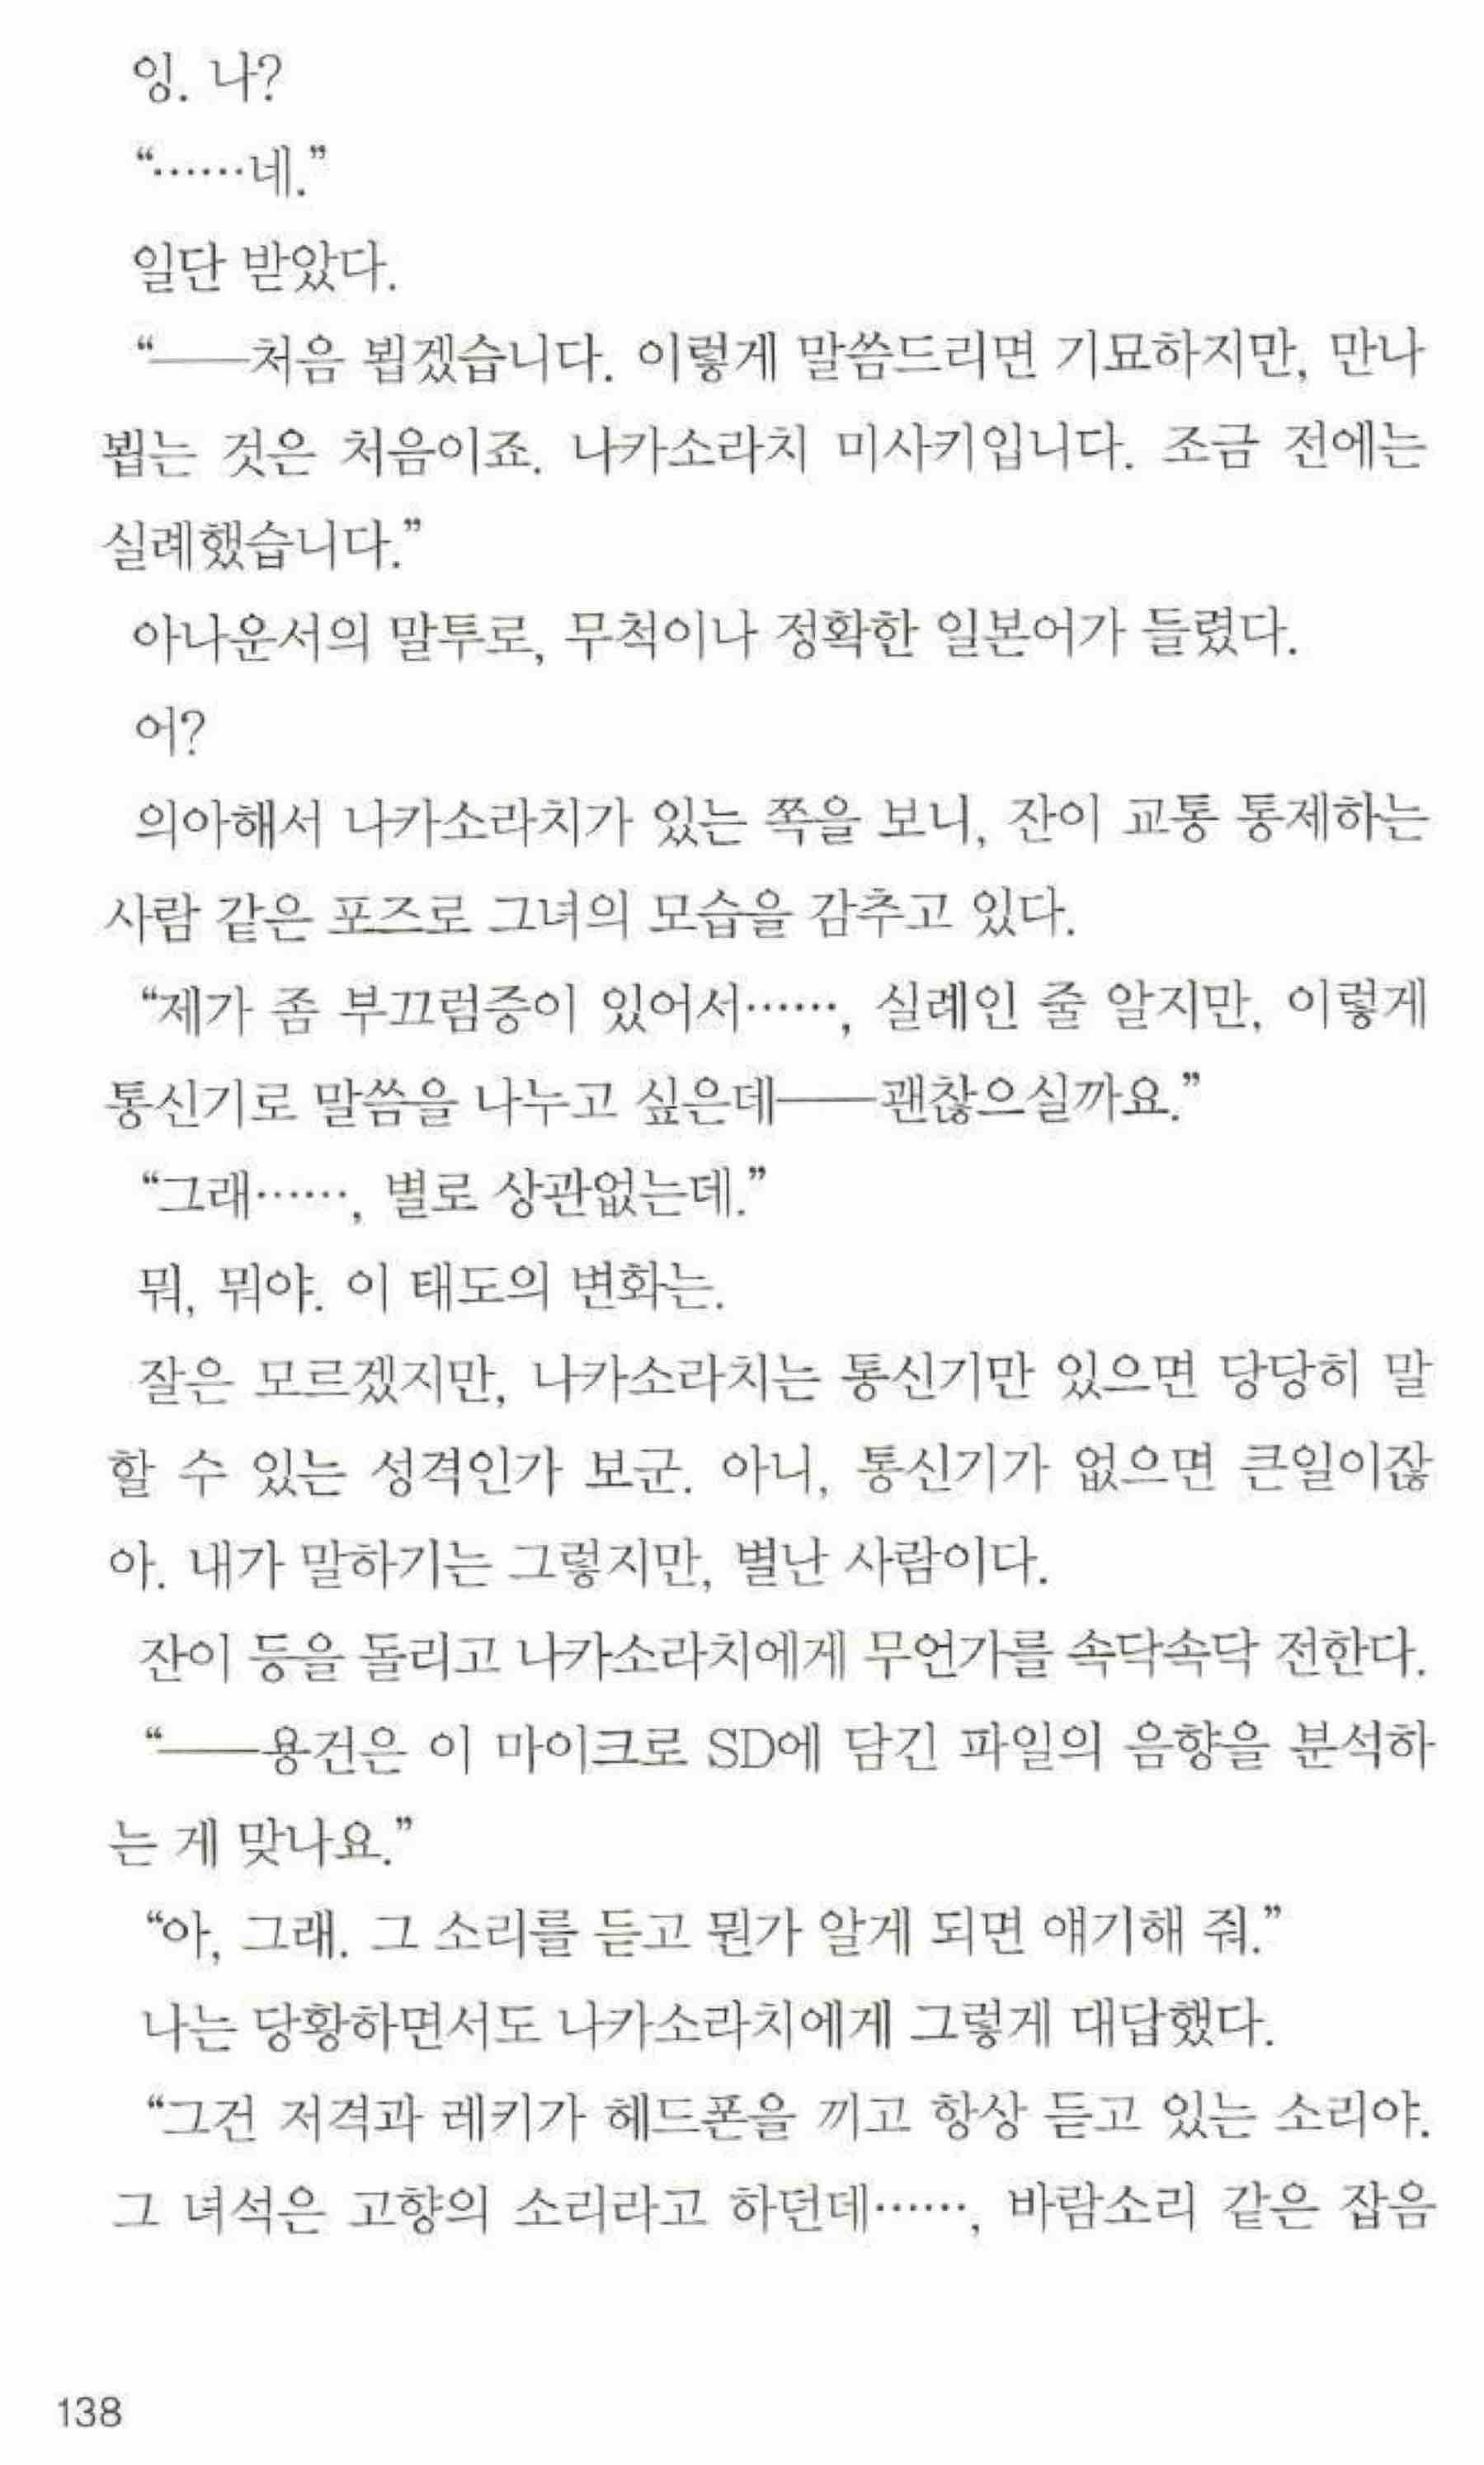 잉. 나?
“……네.”
일단 받았다.
“──처음 뵙겠습니다. 이렇게 말씀드리면 기묘하지만, 만나
뵙는 것은 처음이죠. 나카소라치 미사키입니다. 조금 전에는
실례했습니다.”
아나운서의 말투로, 무척이나 정확한 일본어가 들렸다.
어?
의아해서 나카소라치가 있는 쪽을 보니, 잔이 교통 통제하는
사람 같은 포즈로 그녀의 모습을 감추고 있다.
“제가 좀 부끄럼증이 있어서……, 실례인 줄 알지만, 이렇게
통신기로 말씀을 나누고 싶은데──괜찮으실까요.”
“그래……, 별로 상관없는데.”
뭐, 뭐야. 이 태도의 변화는.
잘은 모르겠지만, 나카소라치는 통신기만 있으면 당당히 말
할 수 있는 성격인가 보군. 아니, 통신기가 없으면 큰일이잖
아. 내가 말하기는 그렇지만, 별난 사람이다.
잔이 등을 돌리고 나카소라치에게 무언가를 속닥속닥 전한다.
“──용건은 이 마이크로 SD에 담긴 파일의 음향을 분석하
는 게 맞나요.”
“아, 그래. 그 소리를 듣고 뭔가 알게 되면 얘기해 줘.”
나는 당황하면서도 나카소라치에게 그렇게 대답했다.
“그건 저격과 레키가 헤드폰을 끼고 항상 듣고 있는 소리야.
그 녀석은 고향의 소리라고 하던데……, 바람소리 같은 잡음
138